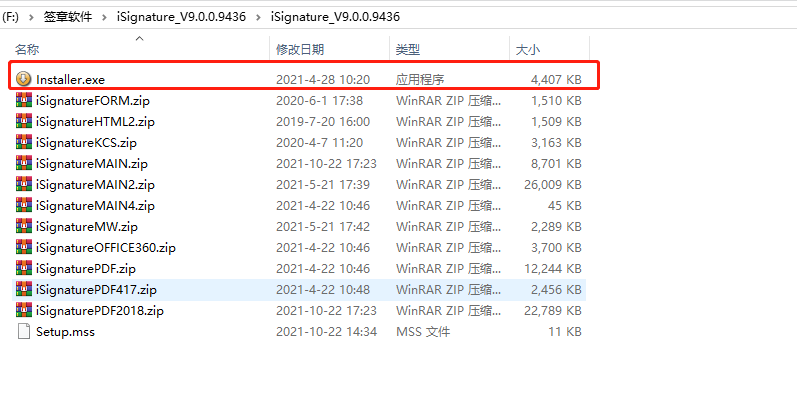 (F:) > 签章软件 > iSignature_V9.0.0.9436 > iSignature_V9.0.0.9436
名称 修改日期 类型 大小
Installer.exe 2021-4-28 10:20 应用程序 4,407 KB
iSignatureFORM.zip 2020-6-1 17:38 WinRAR ZIP 压缩... 1,510 KB
iSignatureHTML2.zip 2019-7-20 16:00 WinRAR ZIP 压缩... 1,509 KB
iSignatureKCS.zip 2020-4-7 11:20 WinRAR ZIP 压缩... 3,163 KB
iSignatureMAIN.zip 2021-10-22 17:23 WinRAR ZIP 压缩... 8,701 KB
iSignatureMAIN2.zip 2021-5-21 17:39 WinRAR ZIP 压缩... 26,009 KB
iSignatureMAIN4.zip 2021-4-22 10:46 WinRAR ZIP 压缩... 45 KB
iSignatureMW.zip 2021-5-21 17:42 WinRAR ZIP 压缩... 2,289 KB
iSignatureOFFICE360.zip 2021-4-22 10:46 WinRAR ZIP 压缩... 3,700 KB
iSignaturePDF.zip 2021-4-22 10:46 WinRAR ZIP 压缩... 12,244 KB
iSignaturePDF417.zip 2021-4-22 10:48 WinRAR ZIP 压缩... 2,456 KB
iSignaturePDF2018.zip 2021-10-22 17:23 WinRAR ZIP 压缩... 22,789 KB
Setup.mss 2021-10-22 14:34 MSS 文件 11 KB